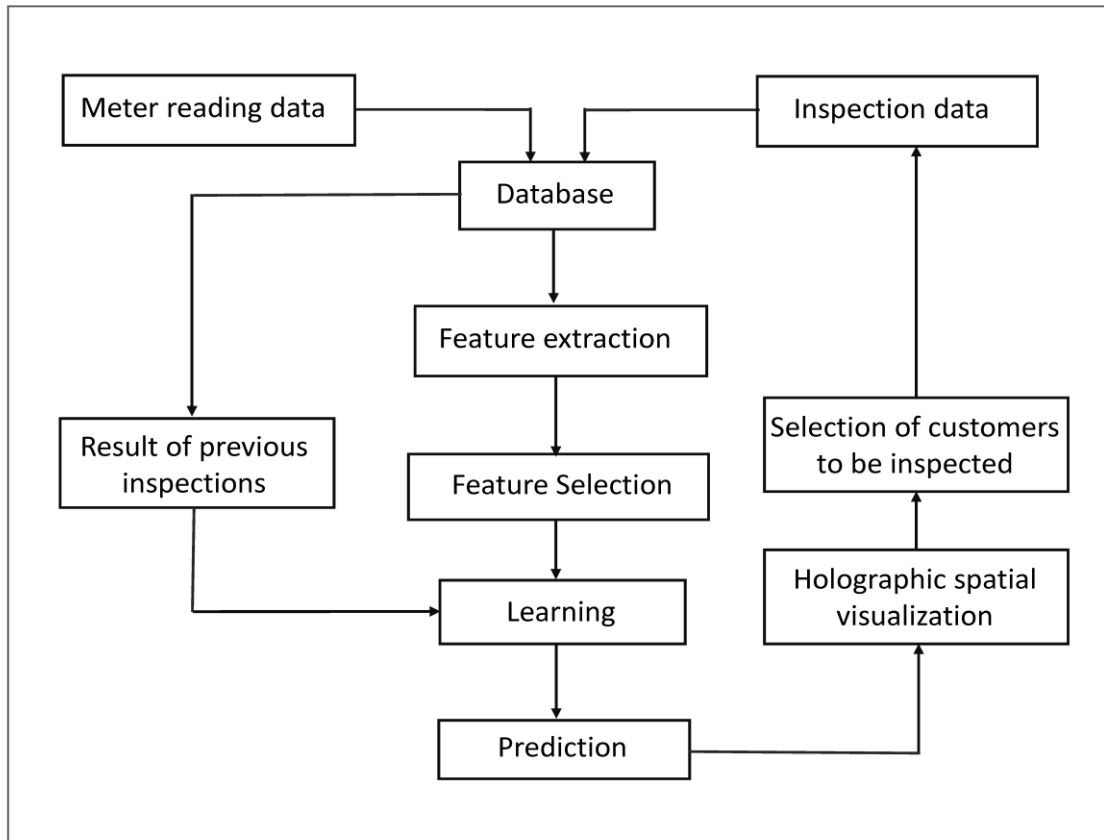 Meter reading data
Inspection data
Database
Feature extraction
Result of previous
inspections
Selection of customers
to be inspected
Feature Selection
Holographic spatial
visualization
Learning
Prediction